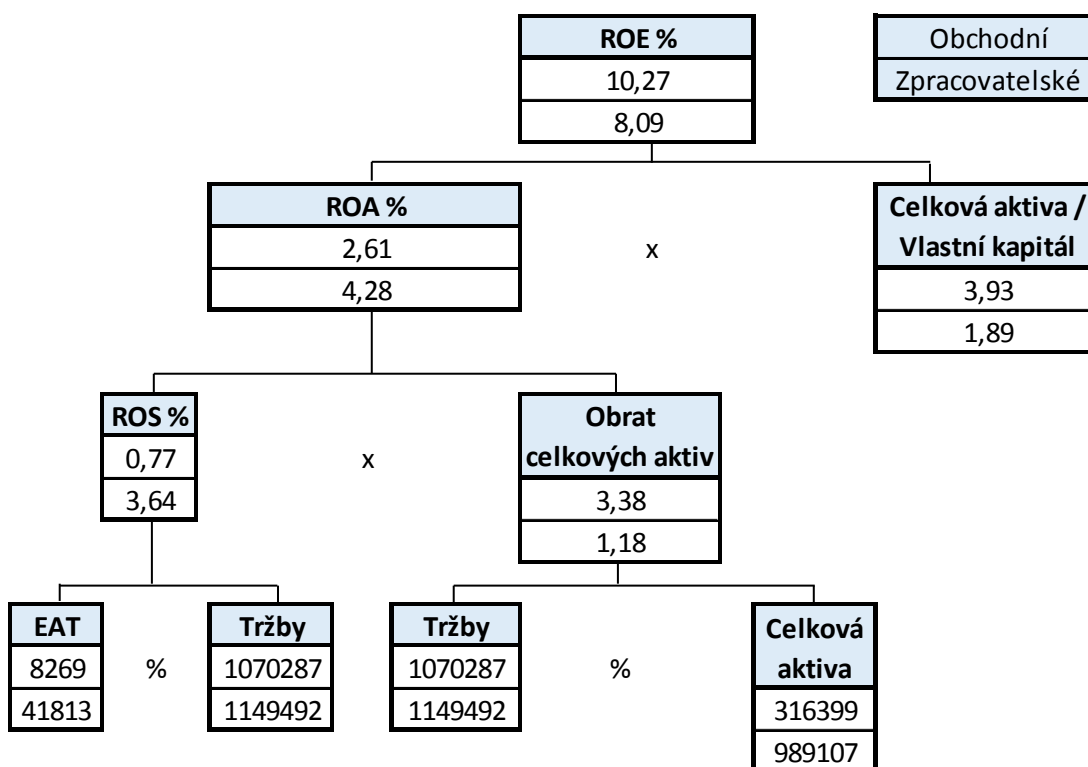 ROE %
10,27
8,09
Obchodní
Zpracovatelské
ROA %
2,61
4,28
x
Celková aktiva /
Vlastní kapitál
3,93
1,89
ROS %
0,77
3,64
x
Obrat
celkových aktiv
3,38
1,18
EAT
8269
41813
%
Tržby
1070287
1149492
Tržby
1070287
1149492
%
Celková
aktiva
316399
989107